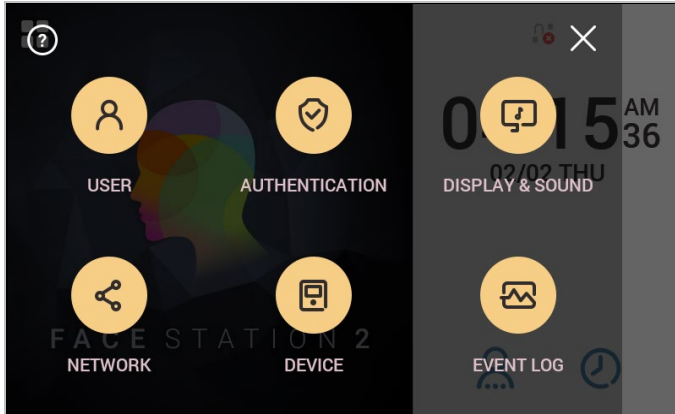 ?
AM
36
USER
AUTHENTICATION
DISPLAY & SOUND
02/02 THU
FACE STATION 2
NETWORK
DEVICE
EVENT LOG